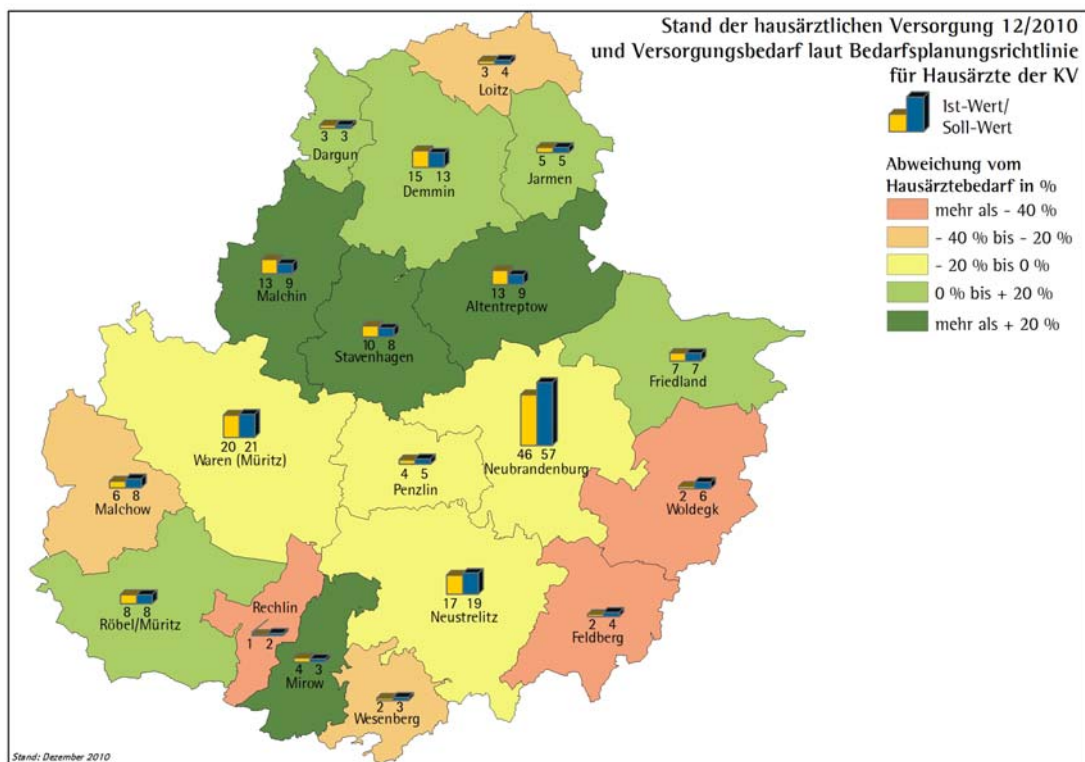 Stand der hausärztlichen Versorgung 12/2010
und Versorgungsbedarf laut Bedarfsplanungsrichtlinie
für Hausärzte der KV
Ist-Wert/
Soll-Wert
Abweichung vom
Hausärztebedarf in %
mehr als - 40 %
- 40 % bis - 20 %
- 20 % bis 0 %
0 % bis + 20 %
mehr als + 20 %
3 4
Loitz
3 3
Dargun
15 13
Demmin
5 5
Jarmen
13 9
Malchin
13 9
Altentreptow
10 8
Stavenhagen
7 7
Friedland
20 21
Waren (Müritz)
46 57
Neubrandenburg
4 5
Penzlin
6 8
Malchow
2 6
Woldegk
17 19
Neustrelitz
8 8
Röbel/Müritz
Rechlin
1 2
2 4
Feldberg
4 3
Mirow
2 3
Wesenberg
Stand: Dezember 2010